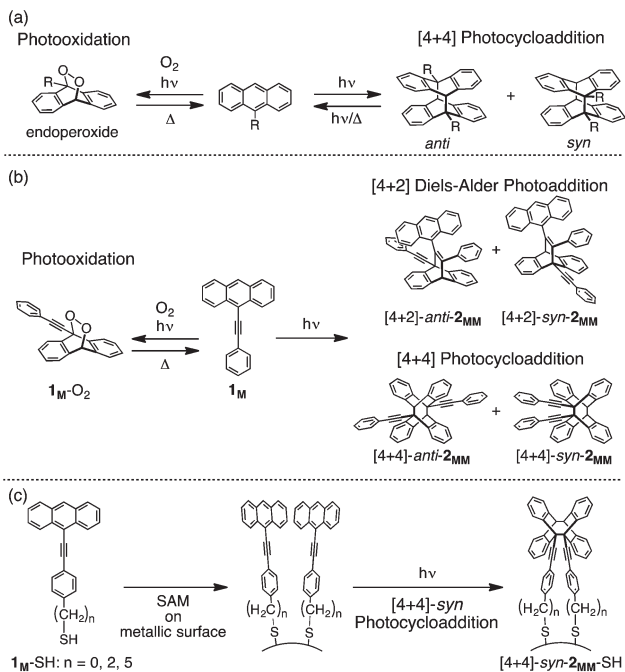 (a)
Photooxidation
[4+4] Photocycloaddition
O
O
R
O₂
hν
Δ
R
hν
hν/Δ
R
R
+
R
R
endoperoxide
anti
syn
(b)
[4+2] Diels-Alder Photoaddition
Photooxidation
+
O
O
O₂
hν
Δ
hν
[4+2]-anti-2MM
[4+2]-syn-2MM
[4+4] Photocycloaddition
1M-O₂
1M
+
[4+4]-anti-2MM
[4+4]-syn-2MM
(c)
hν
SAM
on
metallic surface
[4+4]-syn
Photocycloaddition
(CH₂)n
SH
(H₂C)n
(CH₂)n
S
S
(H₂C)n
(CH₂)n
S
S
1M-SH: n = 0, 2, 5
[4+4]-syn-2MM-SH